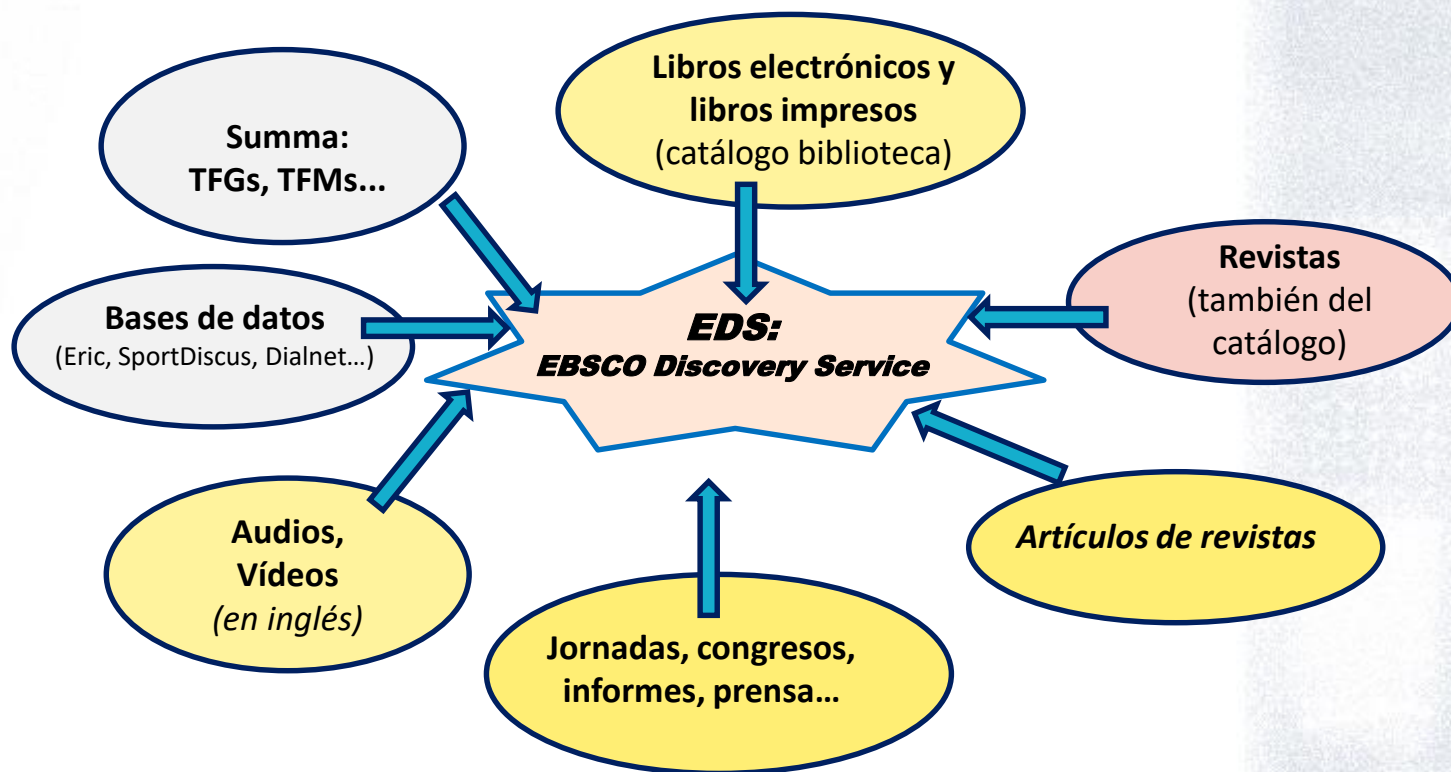 Libros electrónicos y
libros impresos
(catálogo biblioteca)
Summa:
TFGs, TFMs...
Revistas
(también del
catálogo)
Bases de datos
(Eric, SportDiscus, Dialnet…)
EDS:
EBSCO Discovery Service
Audios,
Vídeos
(en inglés)
Artículos de revistas
Jornadas, congresos,
informes, prensa…